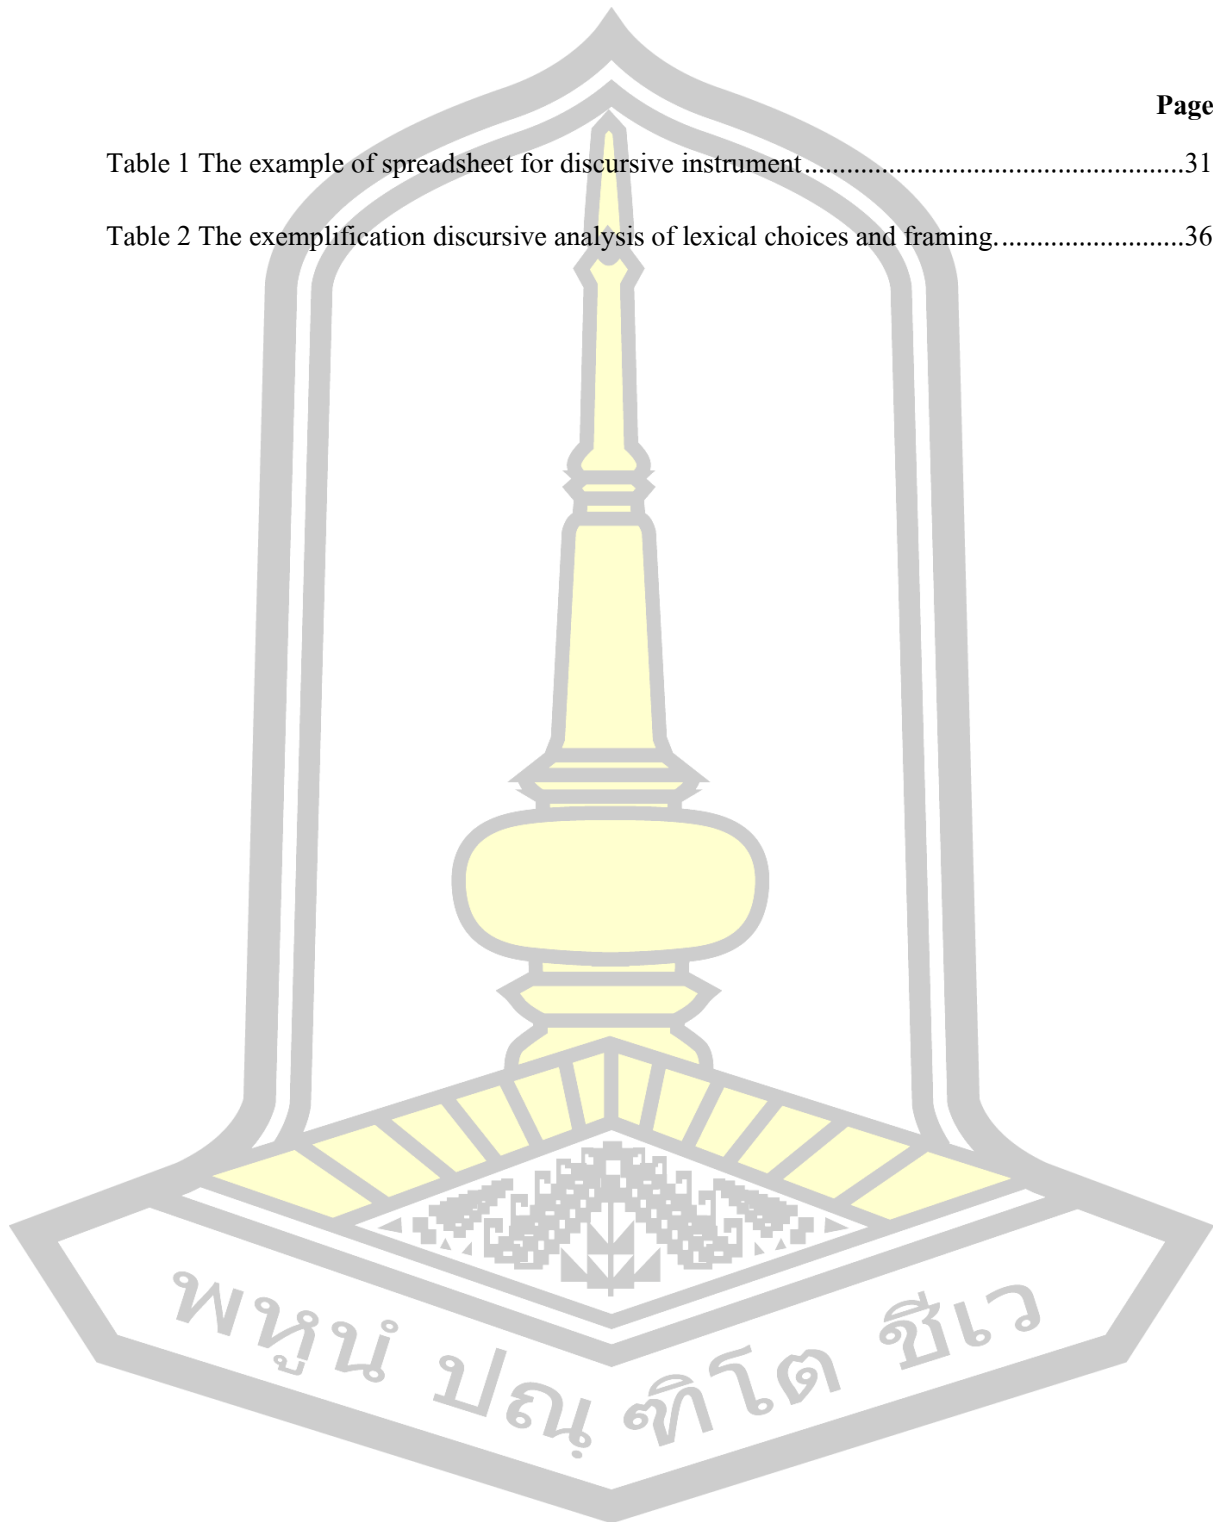 Page
Table 1 The example of spreadsheet for discursive instrument......................................................31
Table 2 The exemplification discursive analysis of lexical choices and framing...........................36
พหูนํ ปณฺฑิโต ชีเว